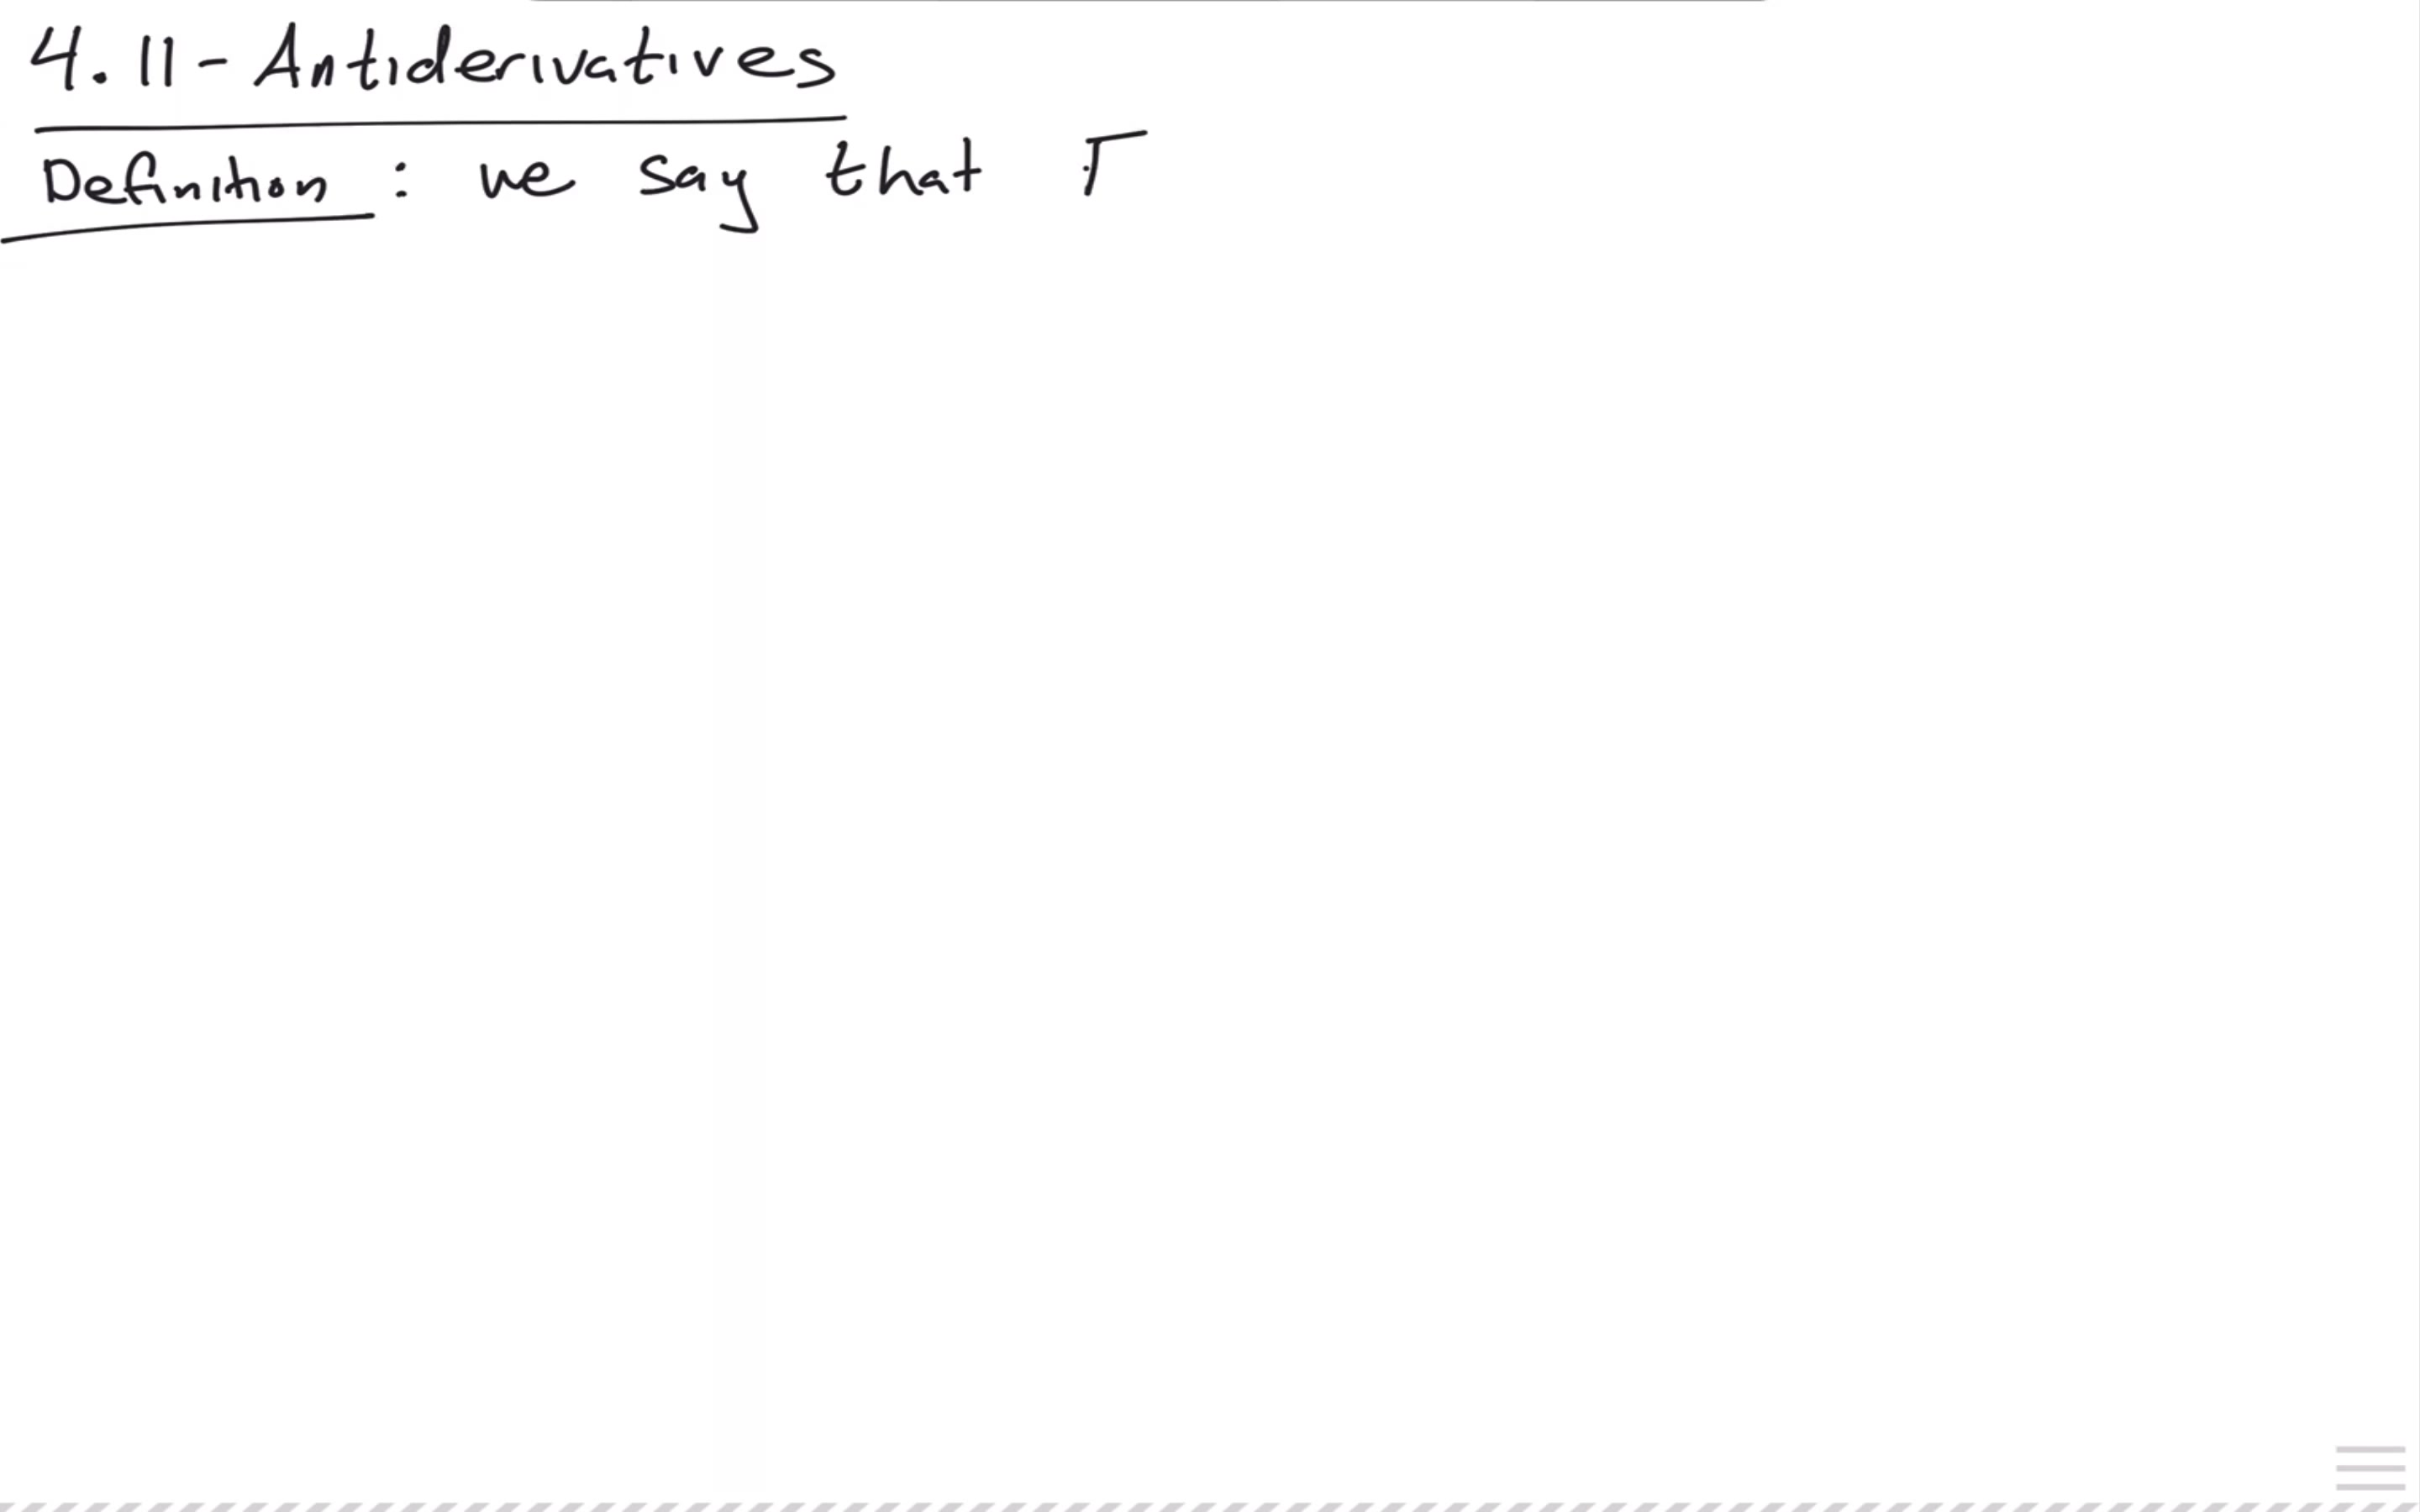 4.11 - Antiderivatives
Definition : we say that F